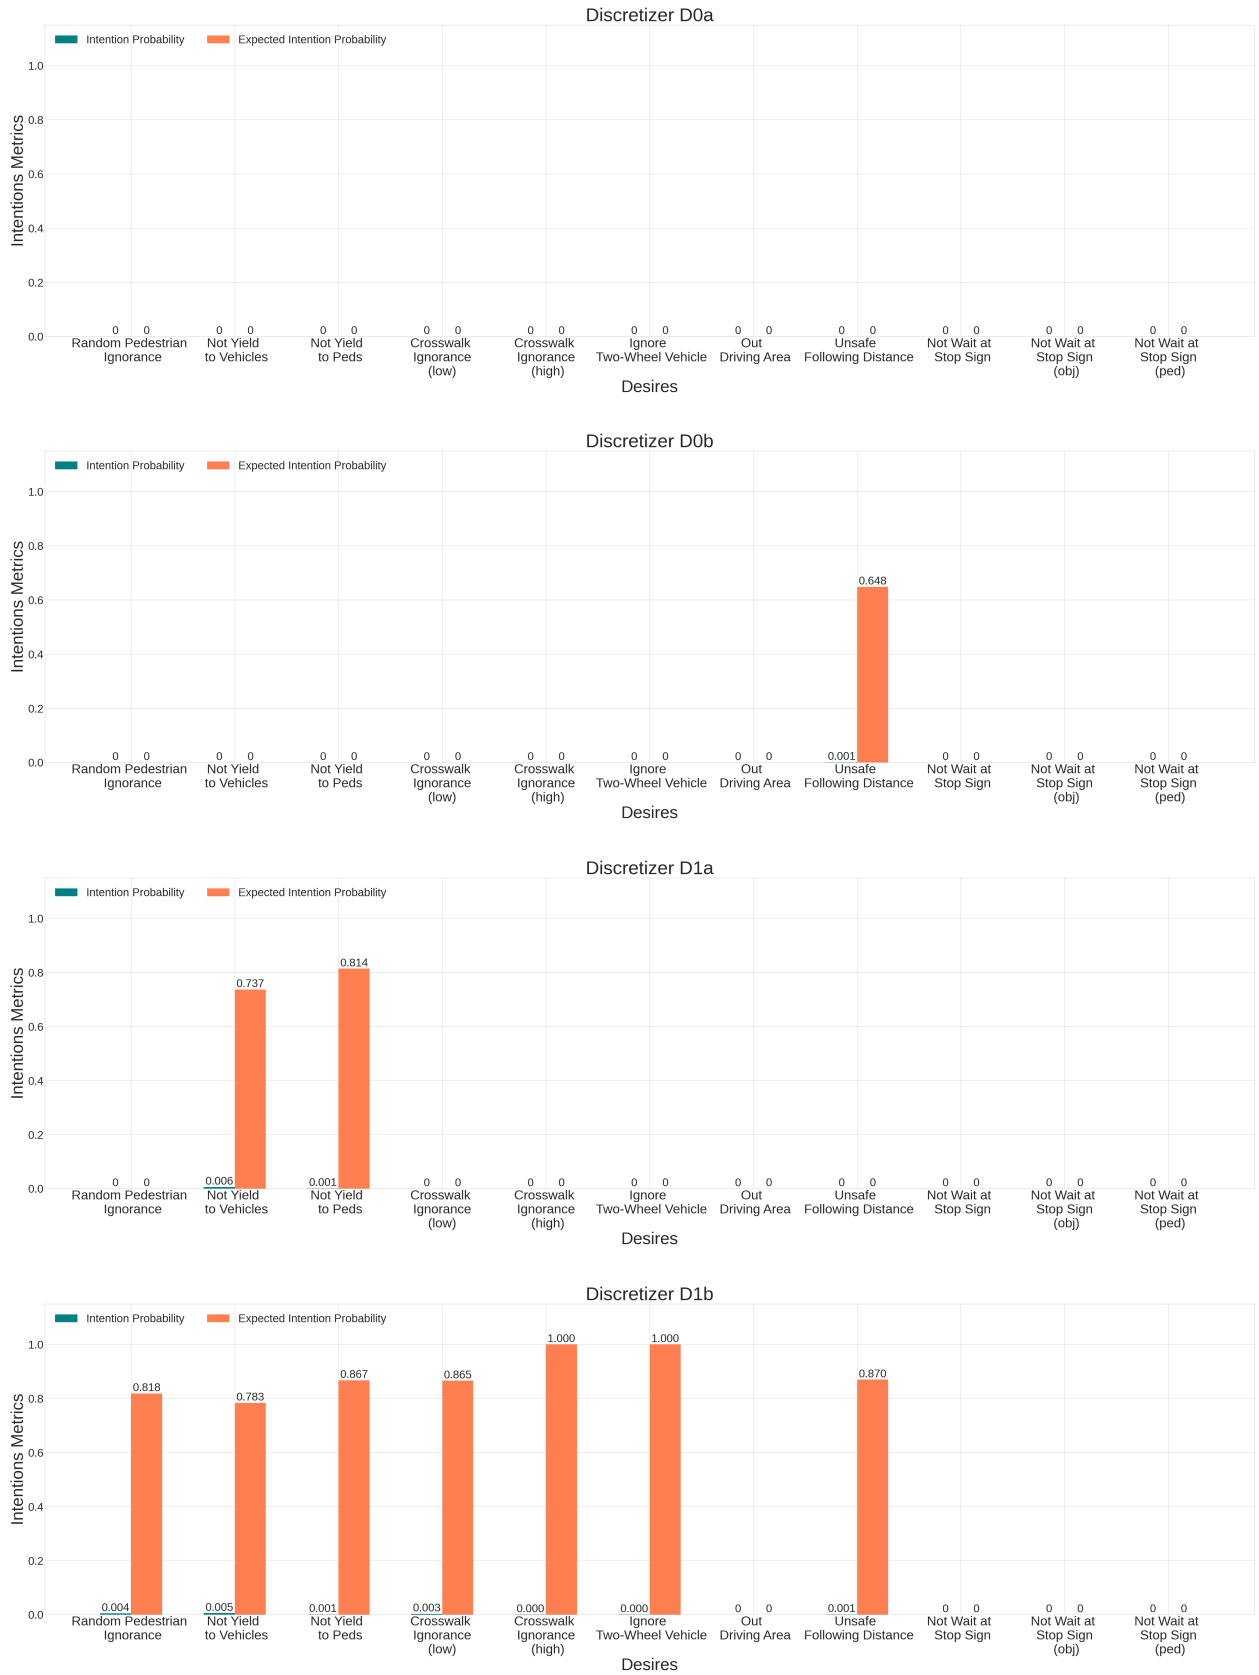 Discretizer D0a
Intention Probability Expected Intention Probability
Intentions Metrics
1.0
0.8
0.6
0.4
0.2
0.0
0 0 0 0 0 0 0 0 0 0 0 0 0 0 0 0 0 0 0 0 0 0
Random Pedestrian Not Yield Not Yield Crosswalk Crosswalk Ignore Out Unsafe Not Wait at Not Wait at Not Wait at
Ignorance to Vehicles to Peds Ignorance Ignorance Two-Wheel Vehicle Driving Area Following Distance Stop Sign Stop Sign Stop Sign
(low) (high) (obj) (ped)
Desires
Discretizer D0b
Intention Probability Expected Intention Probability
Intentions Metrics
1.0
0.8
0.6
0.4
0.2
0.0
0.648
0 0 0 0 0 0 0 0 0 0 0 0 0 0 0.001 0 0 0 0 0 0
Random Pedestrian Not Yield Not Yield Crosswalk Crosswalk Ignore Out Unsafe Not Wait at Not Wait at Not Wait at
Ignorance to Vehicles to Peds Ignorance Ignorance Two-Wheel Vehicle Driving Area Following Distance Stop Sign Stop Sign Stop Sign
(low) (high) (obj) (ped)
Desires
Discretizer D1a
Intention Probability Expected Intention Probability
Intentions Metrics
1.0
0.8
0.6
0.4
0.2
0.0
0.814
0.737
0 0 0.006 0.001 0 0 0 0 0 0 0 0 0 0 0 0 0 0 0 0
Random Pedestrian Not Yield Not Yield Crosswalk Crosswalk Ignore Out Unsafe Not Wait at Not Wait at Not Wait at
Ignorance to Vehicles to Peds Ignorance Ignorance Two-Wheel Vehicle Driving Area Following Distance Stop Sign Stop Sign Stop Sign
(low) (high) (obj) (ped)
Desires
Discretizer D1b
Intention Probability Expected Intention Probability
Intentions Metrics
1.0
0.8
0.6
0.4
0.2
0.0
1.000 1.000
0.818 0.783 0.867 0.865 0.870
0.004 0.005 0.001 0.003 0.000 0.000 0 0 0.001 0 0 0 0 0 0
Random Pedestrian Not Yield Not Yield Crosswalk Crosswalk Ignore Out Unsafe Not Wait at Not Wait at Not Wait at
Ignorance to Vehicles to Peds Ignorance Ignorance Two-Wheel Vehicle Driving Area Following Distance Stop Sign Stop Sign Stop Sign
(low) (high) (obj) (ped)
Desires